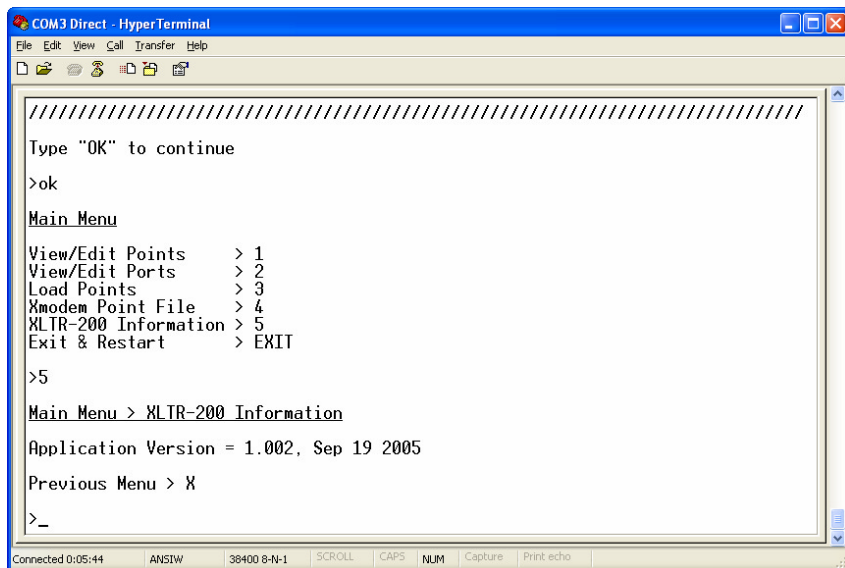 COM3 Direct - HyperTerminal
File Edit View Call Transfer Help
////////////////////////////////////////////////////////////////////////////////
Type "OK" to continue
>ok
Main Menu
View/Edit Points > 1
View/Edit Ports > 2
Load Points > 3
Xmodem Point File > 4
XLTR-200 Information > 5
Exit & Restart > EXIT
>5
Main Menu > XLTR-200 Information
Application Version = 1.002, Sep 19 2005
Previous Menu > X
>_
Connected 0:05:44 ANSIW 38400 8-N-1 SCROLL CAPS NUM Capture Print echo